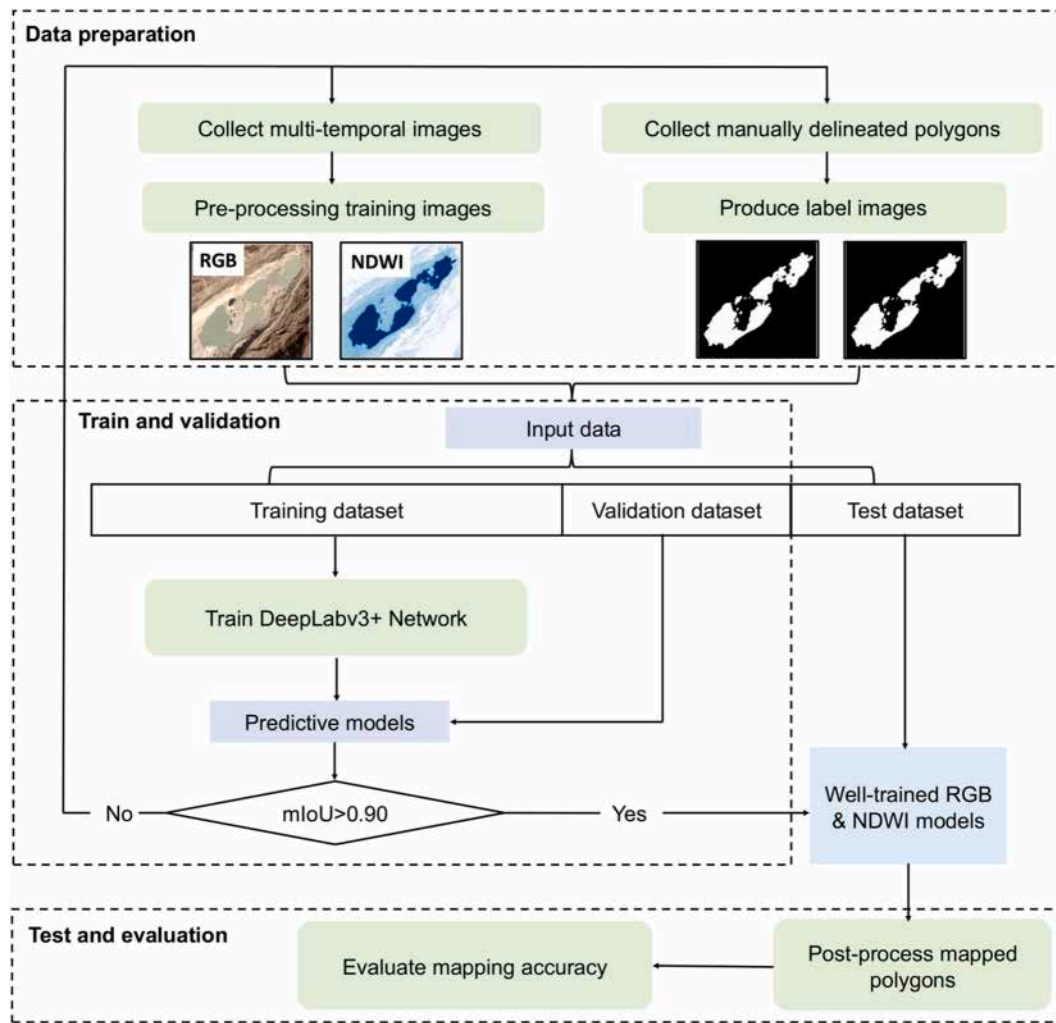 Data preparation
Collect multi-temporal images
Collect manually delineated polygons
Pre-processing training images
Produce label images
RGB
NDWI
Train and validation
Input data
Training dataset
Validation dataset
Test dataset
Train DeepLabv3+ Network
Predictive models
No
mIoU>0.90
Yes
Well-trained RGB
& NDWI models
Test and evaluation
Evaluate mapping accuracy
Post-process mapped
polygons